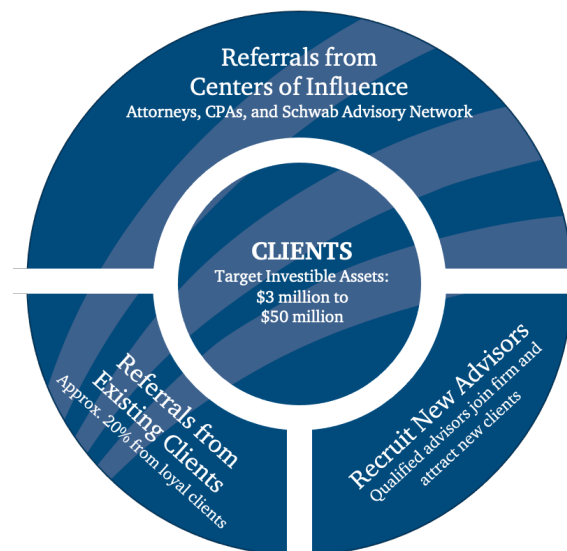 Referrals from
Centers of Influence
Attorneys, CPAs, and Schwab Advisory Network
CLIENTS
Target Investible Assets:
$3 million to
$50 million
Referrals from
Existing Clients
Approx. 20% from loyal clients
Recruit New Advisors
Qualified advisors join firm and
attract new clients